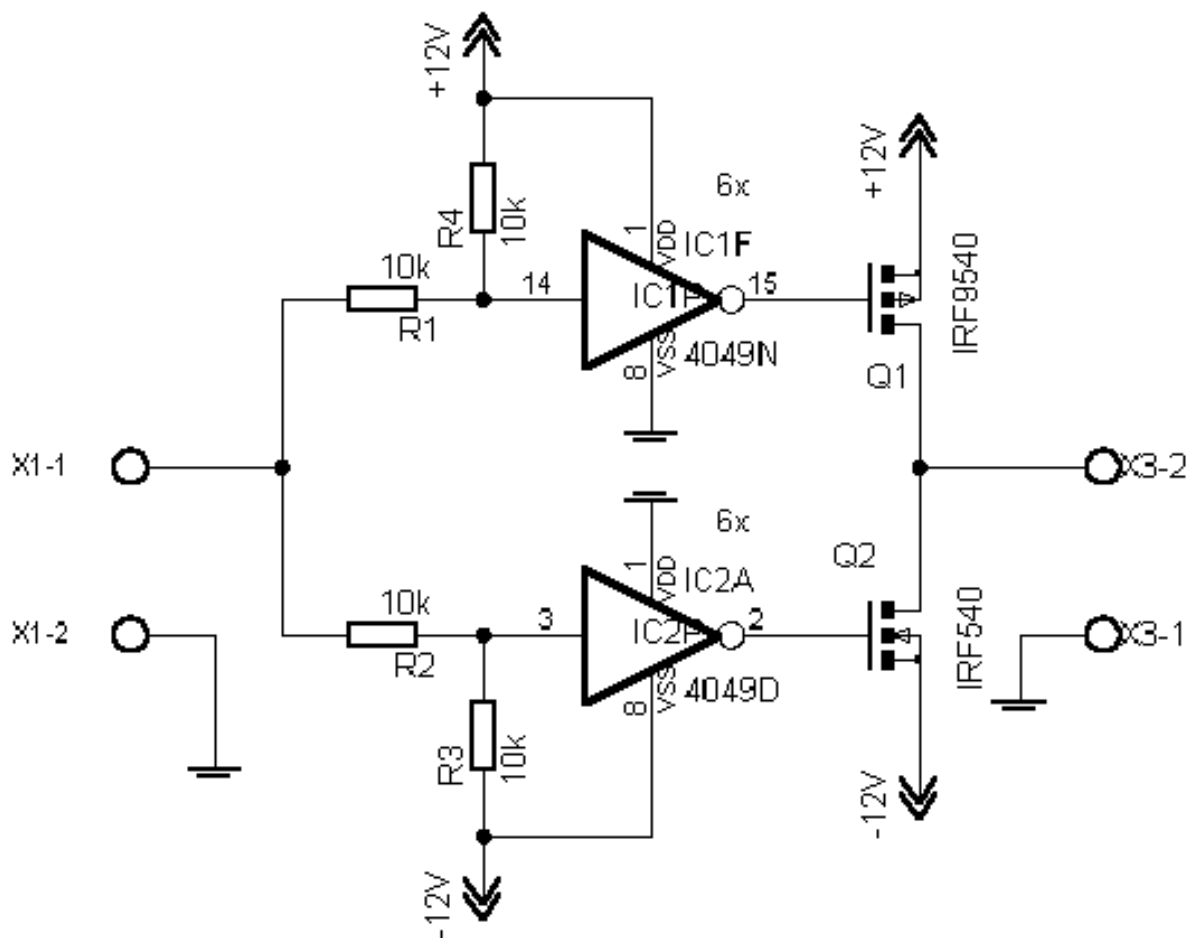 +12V
+12V
6x
R4
10k
1
VDD
IC1F
10k
R1
14
15
4049N
8
VSS
IRF9540
Q1
X1-1
X3-2
6x
1
VDD
IC2A
Q2
10k
R2
3
2
4049D
8
VSS
IRF540
X1-2
X3-1
R3
10k
-12V
-12V